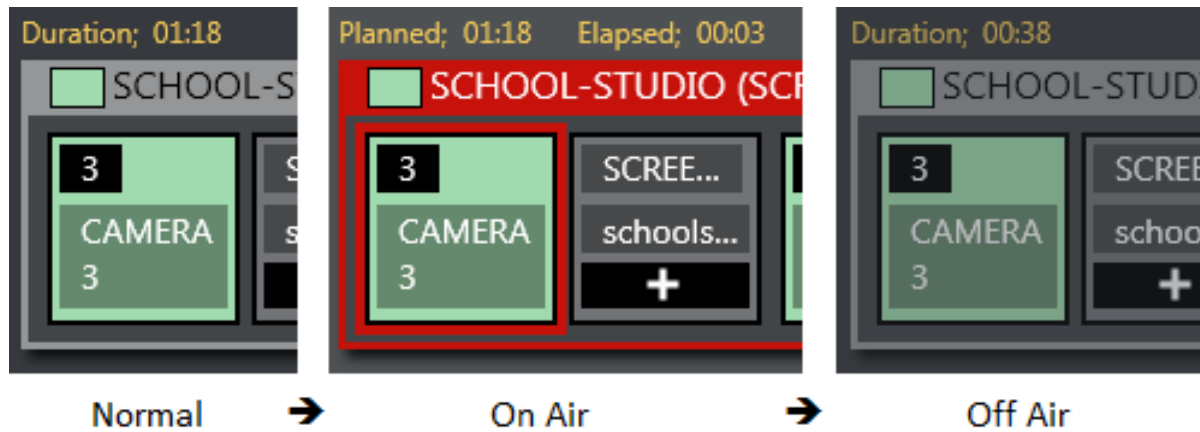 Duration; 01:18
SCHOOL-S
3
CAMERA
3
S
s
Planned; 01:18 Elapsed; 00:03
SCHOOL-STUDIO (SCR
3
CAMERA
3
SCREE...
schools...
+
Duration; 00:38
SCHOOL-STUD
3
CAMERA
3
SCREE
schoo
+
Normal ➔ On Air ➔ Off Air